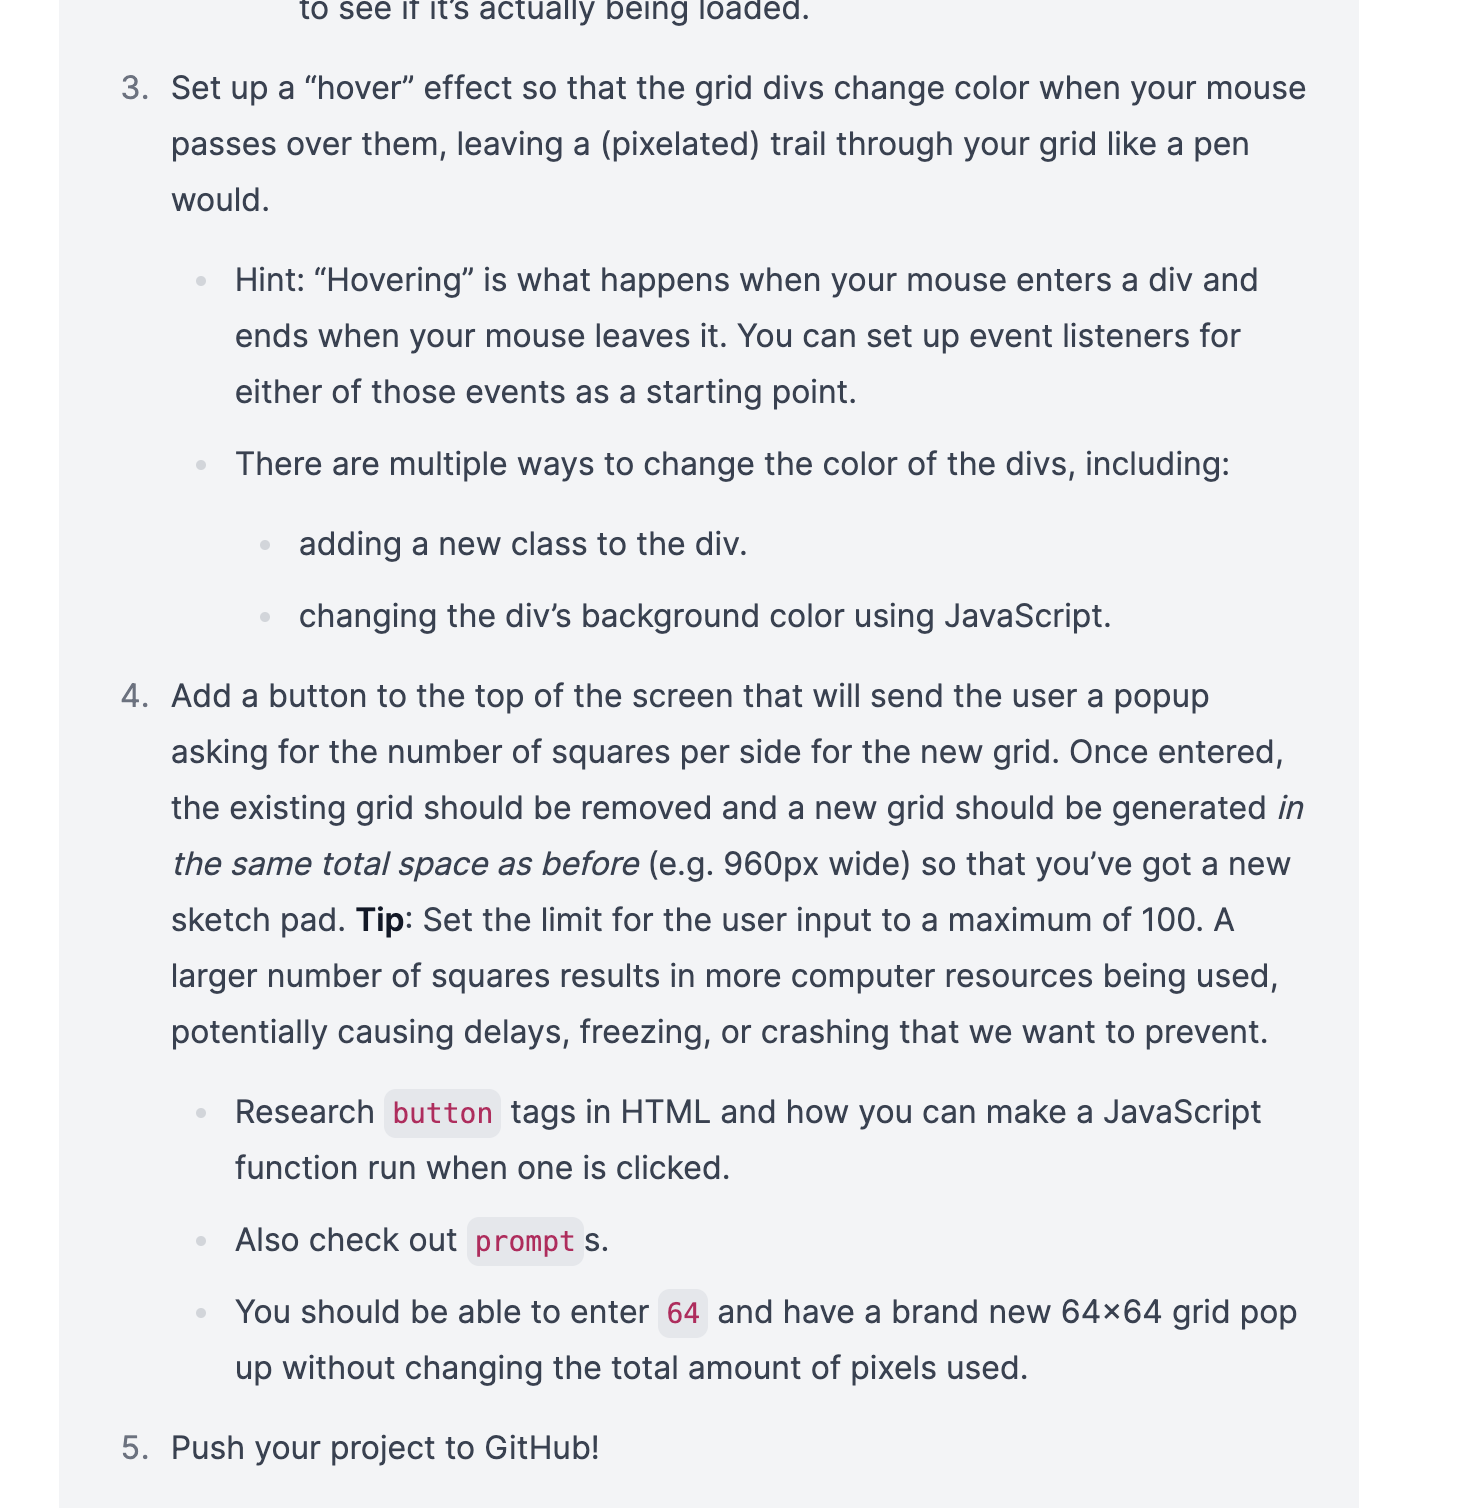 to see if it’s actually being loaded.
3. Set up a “hover” effect so that the grid divs change color when your mouse
passes over them, leaving a (pixelated) trail through your grid like a pen
would.
Hint: “Hovering” is what happens when your mouse enters a div and
ends when your mouse leaves it. You can set up event listeners for
either of those events as a starting point.
There are multiple ways to change the color of the divs, including:
adding a new class to the div.
changing the div’s background color using JavaScript.
4. Add a button to the top of the screen that will send the user a popup
asking for the number of squares per side for the new grid. Once entered,
the existing grid should be removed and a new grid should be generated in
the same total space as before (e.g. 960px wide) so that you’ve got a new
sketch pad. Tip: Set the limit for the user input to a maximum of 100. A
larger number of squares results in more computer resources being used,
potentially causing delays, freezing, or crashing that we want to prevent.
Research button tags in HTML and how you can make a JavaScript
function run when one is clicked.
Also check out prompts.
You should be able to enter 64 and have a brand new 64×64 grid pop
up without changing the total amount of pixels used.
5. Push your project to GitHub!